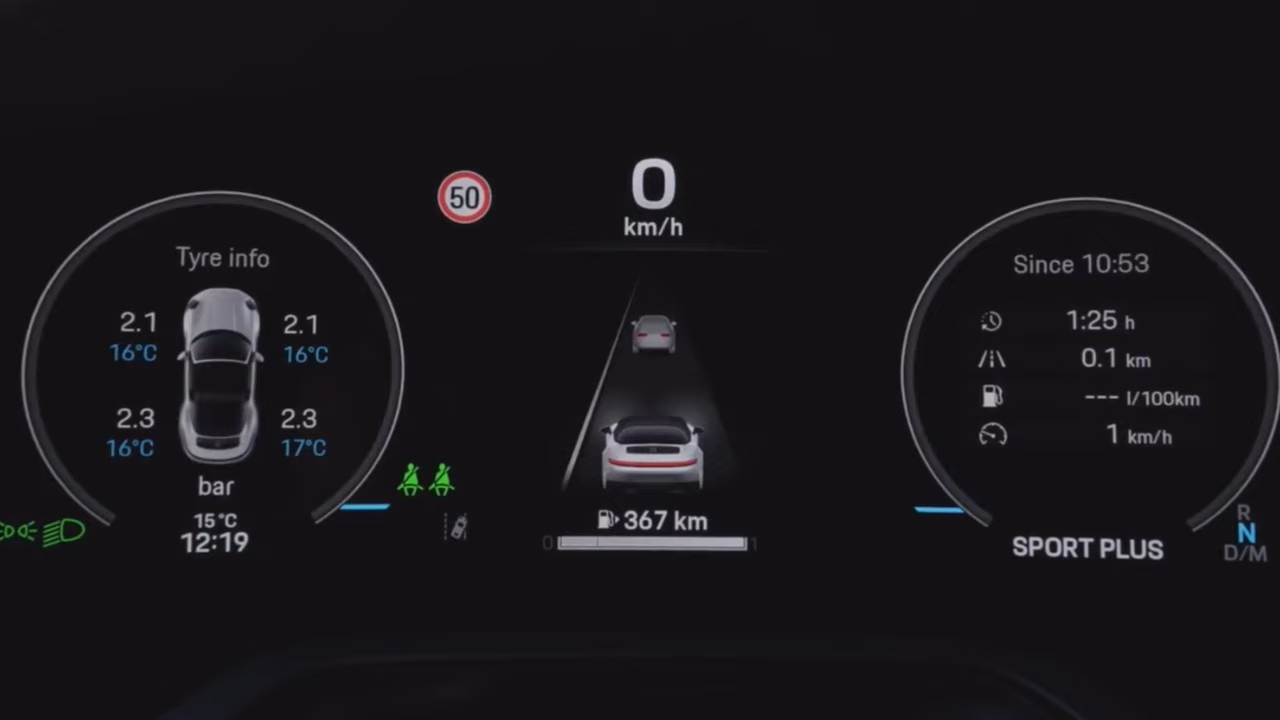 50
0
km/h
Tyre info
2.1 2.1
16°C 16°C
2.3 2.3
16°C 17°C
bar
15°C
12:19
367 km
0 1
Since 10:53
1:25 h
0.1 km
--- l/100km
1 km/h
SPORT PLUS
R
N
D/M